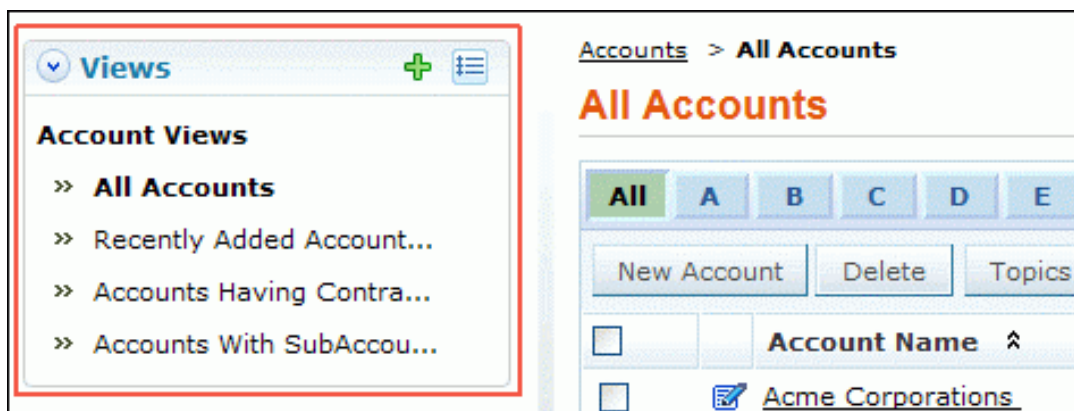 Views
Account Views
» All Accounts
» Recently Added Account...
» Accounts Having Contra...
» Accounts With SubAccou...
Accounts > All Accounts
All Accounts
All A B C D E
New Account Delete Topics
Account Name
Acme Corporations